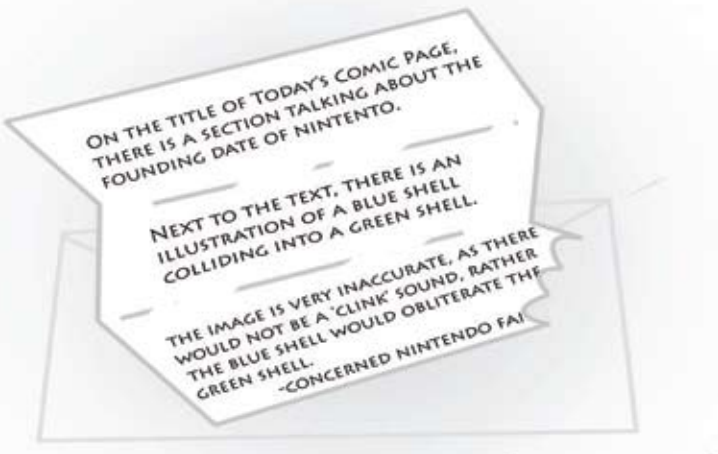 ON THE TITLE OF TODAY'S COMIC PAGE,
THERE IS A SECTION TALKING ABOUT THE
FOUNDING DATE OF NINTENTO.
NEXT TO THE TEXT, THERE IS AN
ILLUSTRATION OF A BLUE SHELL
COLLIDING INTO A GREEN SHELL.
THE IMAGE IS VERY INACCURATE, AS THERE
WOULD NOT BE A 'CLINK' SOUND, RATHER
THE BLUE SHELL WOULD OBLITERATE THE
GREEN SHELL.
-CONCERNED NINTENDO